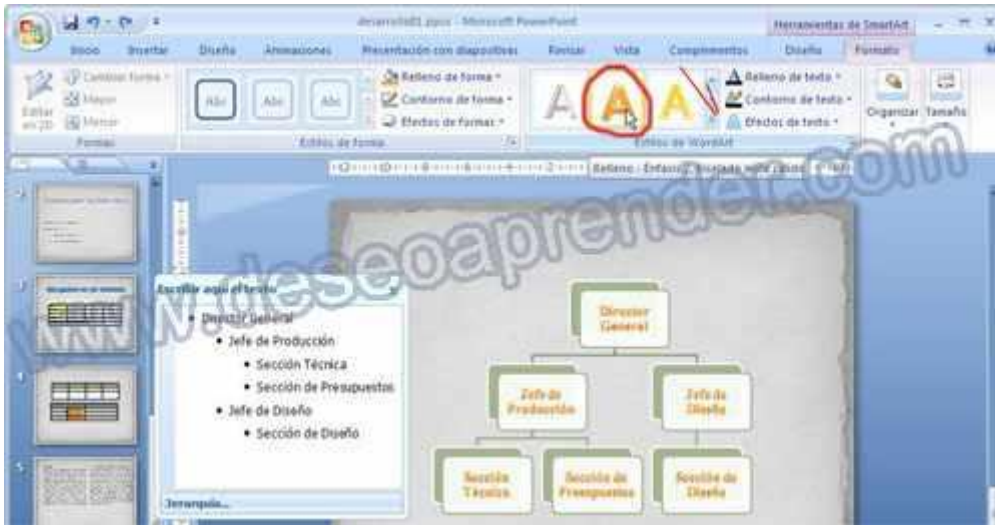 desarrollo01.pptx - Microsoft PowerPoint
Herramientas de SmartArt
Inicio Insertar Diseño Animaciones Presentación con diapositivas Revisar Vista Complementos Diseño Formato
Cambiar forma
Mayor
Menor
Editar en 2D
Formas
Abc Abc Abc
Relleno de forma
Contorno de forma
Efectos de formas
Estilos de forma
A A A
Relleno de texto
Contorno de texto
Efectos de texto
Estilos de WordArt
Organizar Tamaño
Relleno - Énfasis 2, biselado
www.deseoaprender.com
Escribir aquí el texto
Director General
Jefe de Producción
Sección Técnica
Sección de Presupuestos
Jefe de Diseño
Sección de Diseño
Jerarquía...
Director
General
Jefe de
Producción
Jefe de
Diseño
Sección
Técnica
Sección de
Presupuestos
Sección de
Diseño